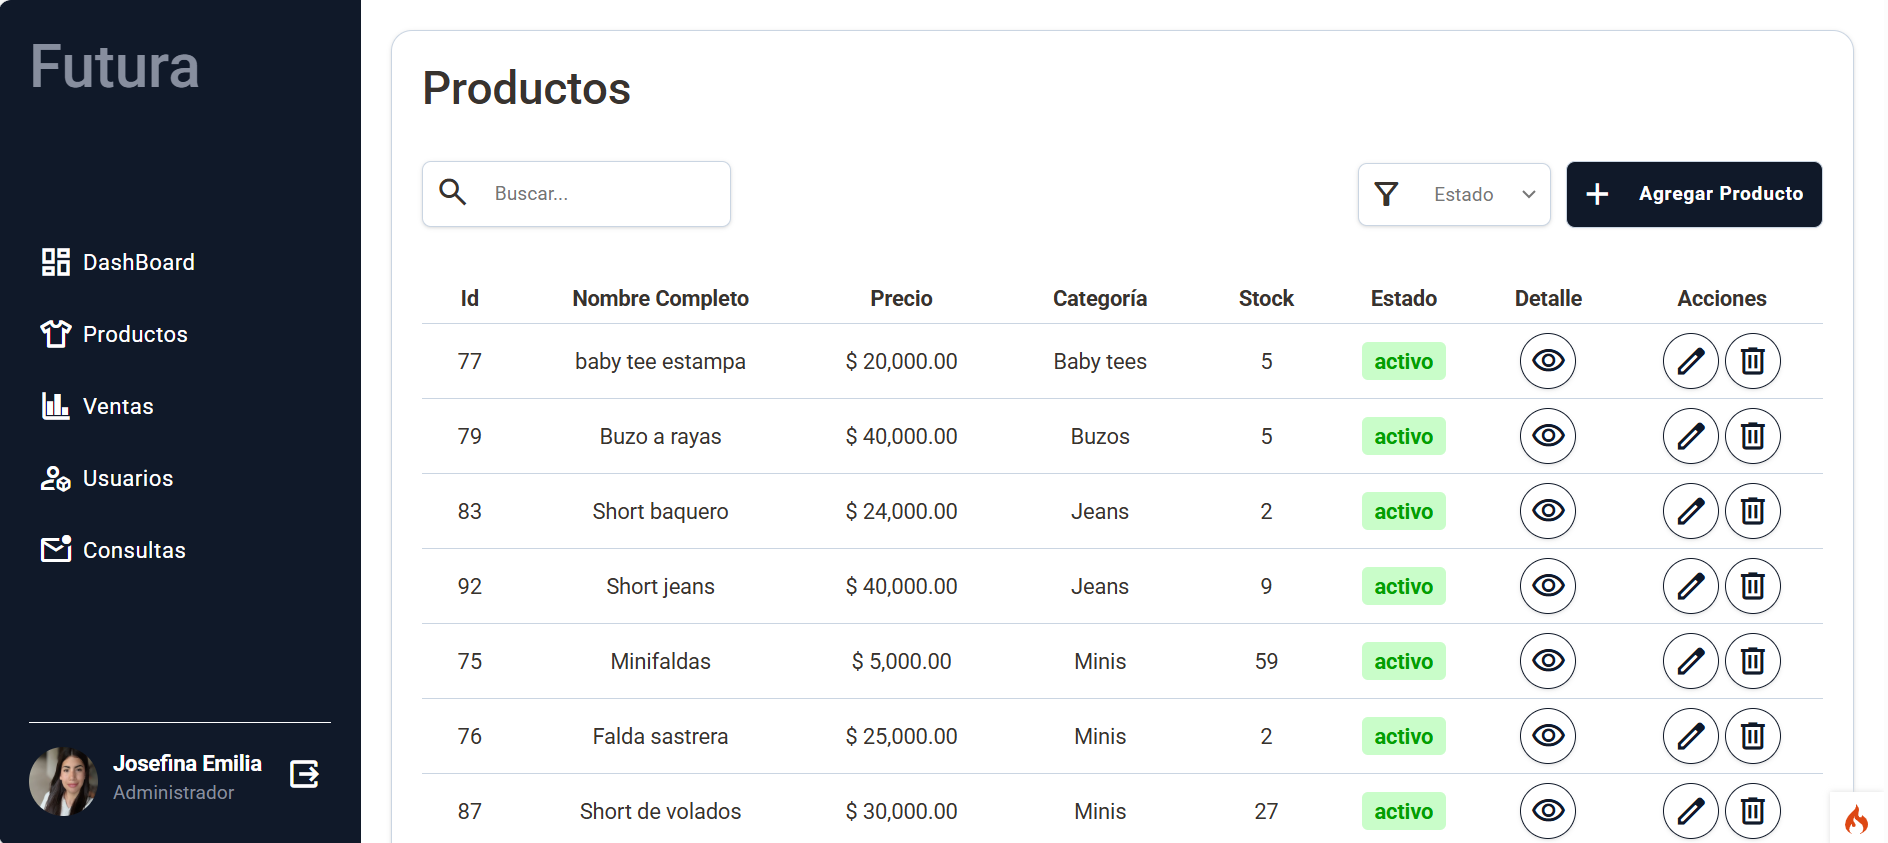 Futura
DashBoard
Productos
Ventas
Usuarios
Consultas
Josefina Emilia
Administrador
Productos
Buscar...
Estado
Agregar Producto
Id Nombre Completo Precio Categoría Stock Estado Detalle Acciones
77 baby tee estampa $ 20,000.00 Baby tees 5 activo
79 Buzo a rayas $ 40,000.00 Buzos 5 activo
83 Short baquero $ 24,000.00 Jeans 2 activo
92 Short jeans $ 40,000.00 Jeans 9 activo
75 Minifaldas $ 5,000.00 Minis 59 activo
76 Falda sastrera $ 25,000.00 Minis 2 activo
87 Short de volados $ 30,000.00 Minis 27 activo